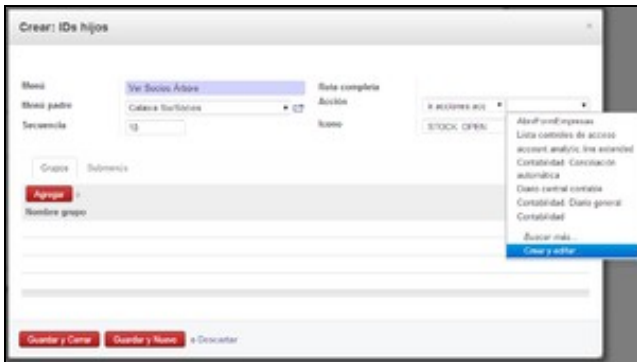 Crear: IDs hijos
×
Menú Ver Socios Árbore Ruta completa
Menú padre Acción
Secuencia 10 Icono STOCK_OPEN
AbrirFormEmpresas
Lista controles de acceso
account.analytic.line.extended
Contabilidad. Conciliación
automática
Diario central contable
Contabilidad. Diario general
Contabilidad
Buscar más...
Crear y editar
Grupos Submenús
Agregar
Nombre grupo
Guardar y Cerrar Guardar y Nuevo o Descartar